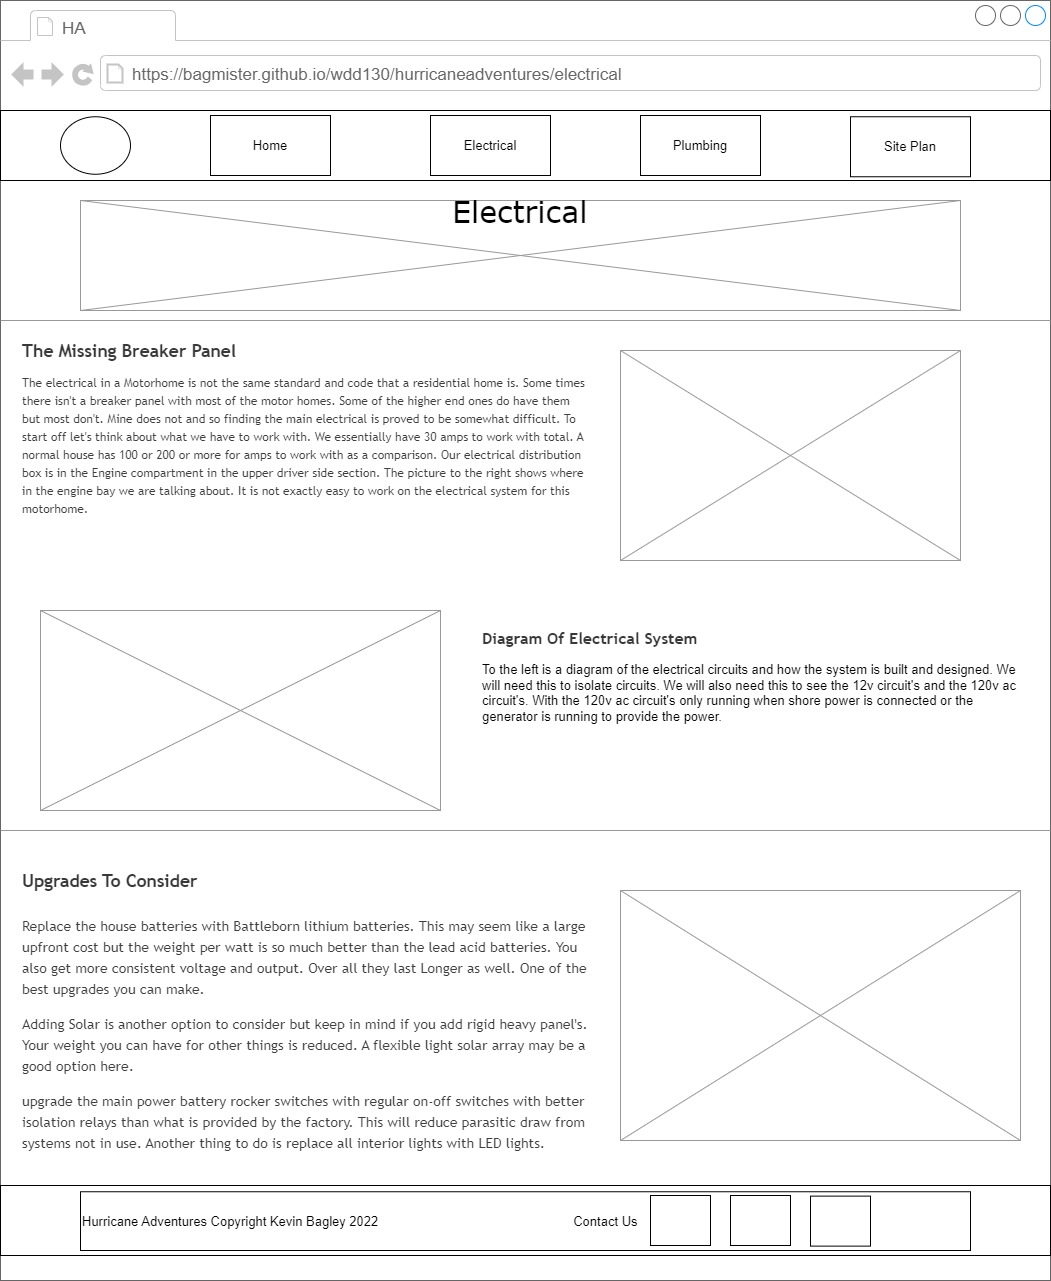 HA
https://bagmister.github.io/wdd130/hurricaneadventures/electrical
Home
Electrical
Plumbing
Site Plan
Electrical
The Missing Breaker Panel
The electrical in a Motorhome is not the same standard and code that a residential home is. Some times
there isn't a breaker panel with most of the motor homes. Some of the higher end ones do have them
but most don't. Mine does not and so finding the main electrical is proved to be somewhat difficult. To
start off let's think about what we have to work with. We essentially have 30 amps to work with total. A
normal house has 100 or 200 or more for amps to work with as a comparison. Our electrical distribution
box is in the Engine compartment in the upper driver side section. The picture to the right shows where
in the engine bay we are talking about. It is not exactly easy to work on the electrical system for this
motorhome.
Diagram Of Electrical System
To the left is a diagram of the electrical circuits and how the system is built and designed. We
will need this to isolate circuits. We will also need this to see the 12v circuit's and the 120v ac
circuit's. With the 120v ac circuit's only running when shore power is connected or the
generator is running to provide the power.
Upgrades To Consider
Replace the house batteries with Battleborn lithium batteries. This may seem like a large
upfront cost but the weight per watt is so much better than the lead acid batteries. You
also get more consistent voltage and output. Over all they last Longer as well. One of the
best upgrades you can make.
Adding Solar is another option to consider but keep in mind if you add rigid heavy panel's.
Your weight you can have for other things is reduced. A flexible light solar array may be a
good option here.
upgrade the main power battery rocker switches with regular on-off switches with better
isolation relays than what is provided by the factory. This will reduce parasitic draw from
systems not in use. Another thing to do is replace all interior lights with LED lights.
Hurricane Adventures Copyright Kevin Bagley 2022
Contact Us